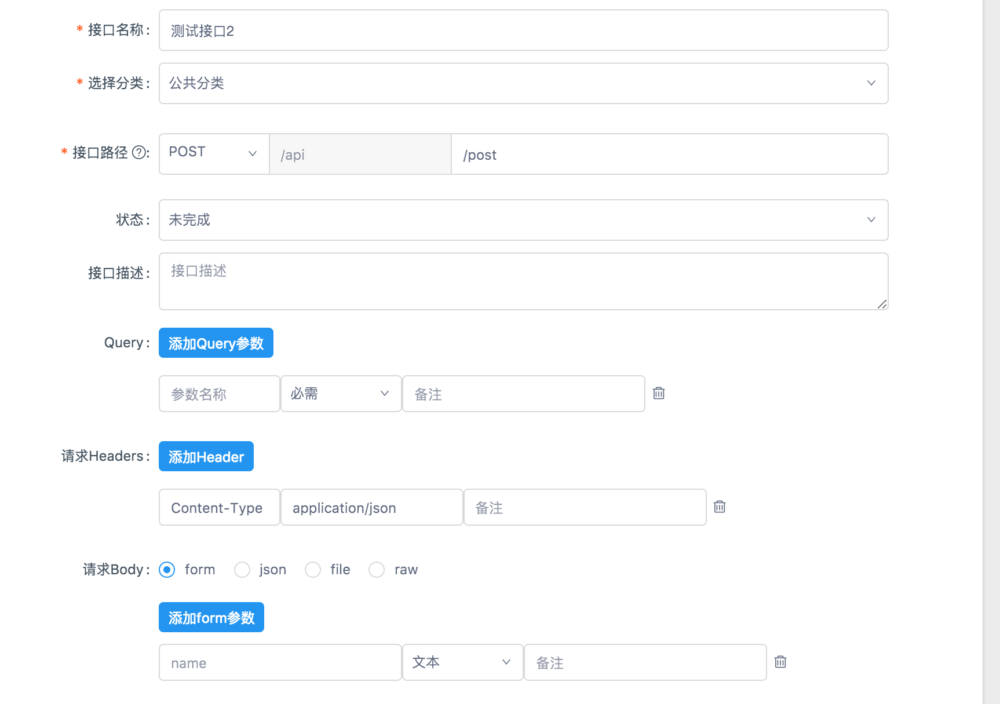 * 接口名称: 测试接口2
* 选择分类: 公共分类
* 接口路径 ?: POST /api /post
状态: 未完成
接口描述: 接口描述
Query: 添加Query参数
参数名称 必需 备注
请求Headers: 添加Header
Content-Type application/json 备注
请求Body: form json file raw
添加form参数
name 文本 备注